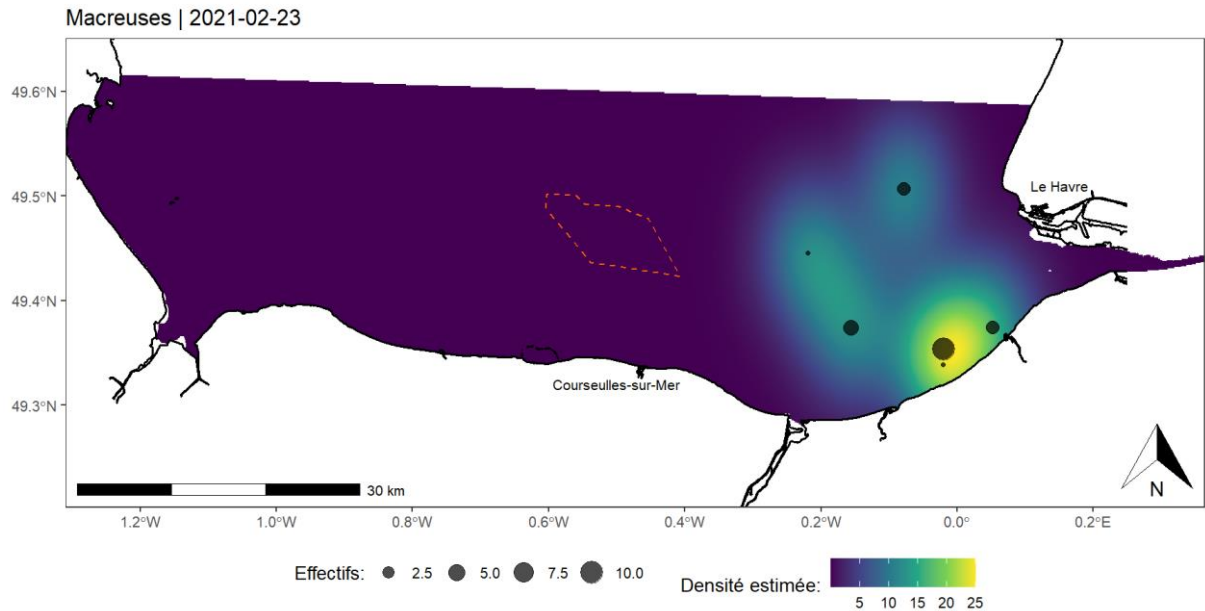 Macreuses | 2021-02-23
49.6°N
49.5°N
Le Havre
49.4°N
Courseulles-sur-Mer
49.3°N
30 km
N
1.2°W 1.0°W 0.8°W 0.6°W 0.4°W 0.2°W 0.0° 0.2°E
Effectifs: 2.5 5.0 7.5 10.0
Densité estimée:
5 10 15 20 25